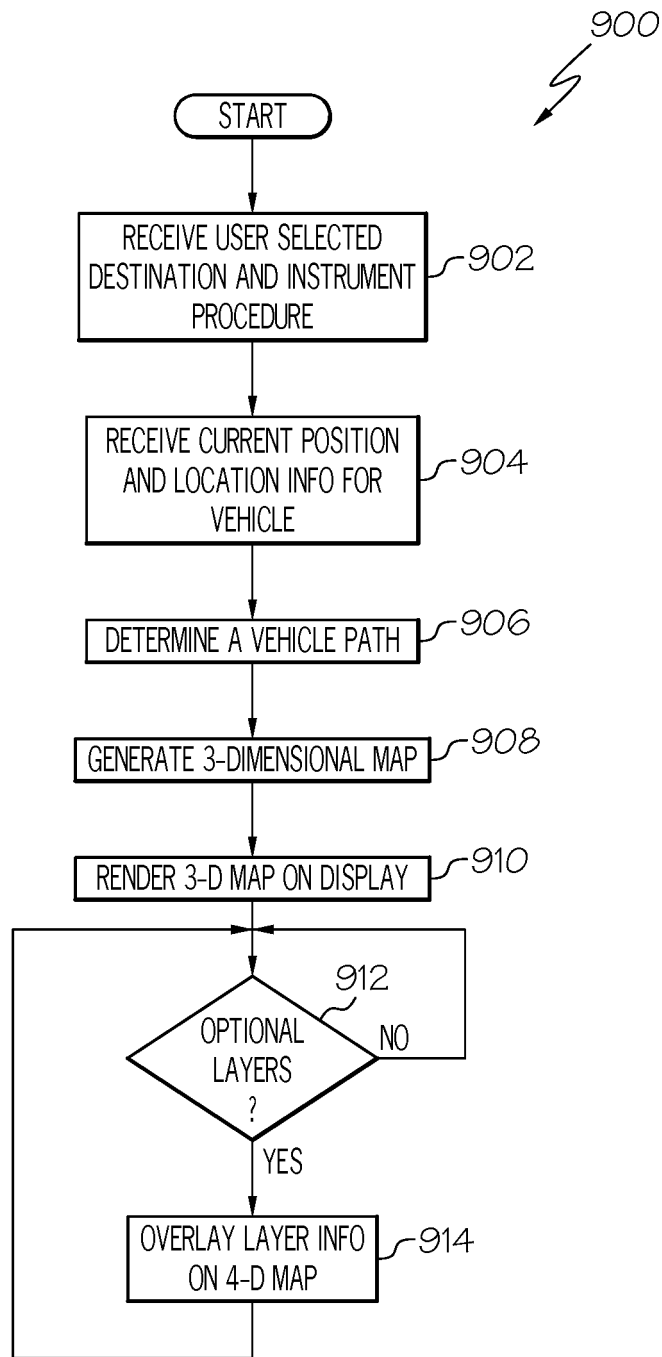 900
START
RECEIVE USER SELECTED
DESTINATION AND INSTRUMENT
PROCEDURE
902
RECEIVE CURRENT POSITION
AND LOCATION INFO FOR
VEHICLE
904
DETERMINE A VEHICLE PATH
906
GENERATE 3-DIMENSIONAL MAP
908
RENDER 3-D MAP ON DISPLAY
910
912
OPTIONAL
LAYERS
?
NO
YES
OVERLAY LAYER INFO
ON 4-D MAP
914